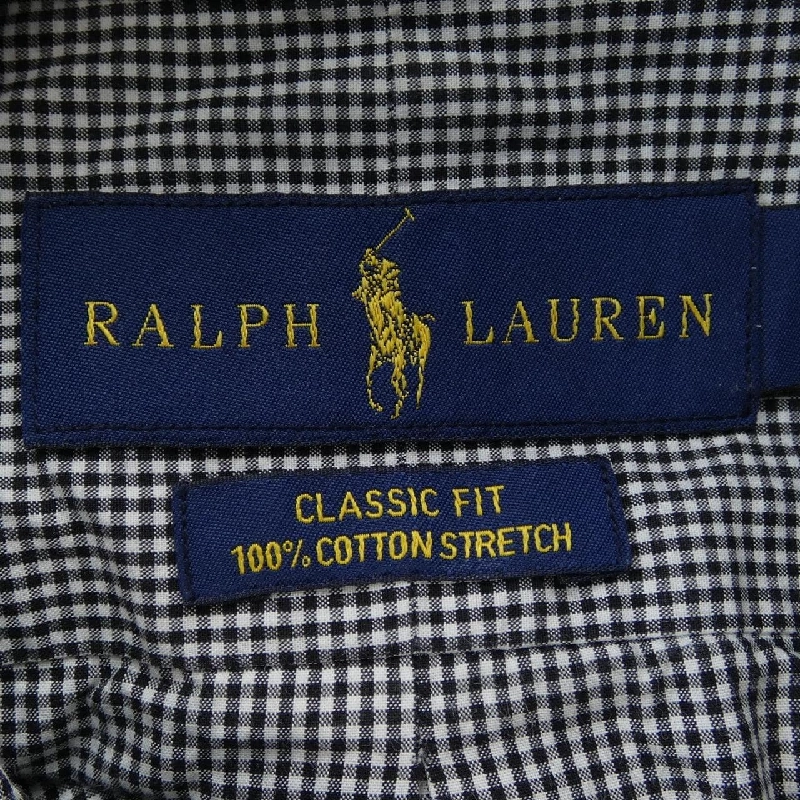 RALPH LAUREN
CLASSIC FIT
100% COTTON STRETCH